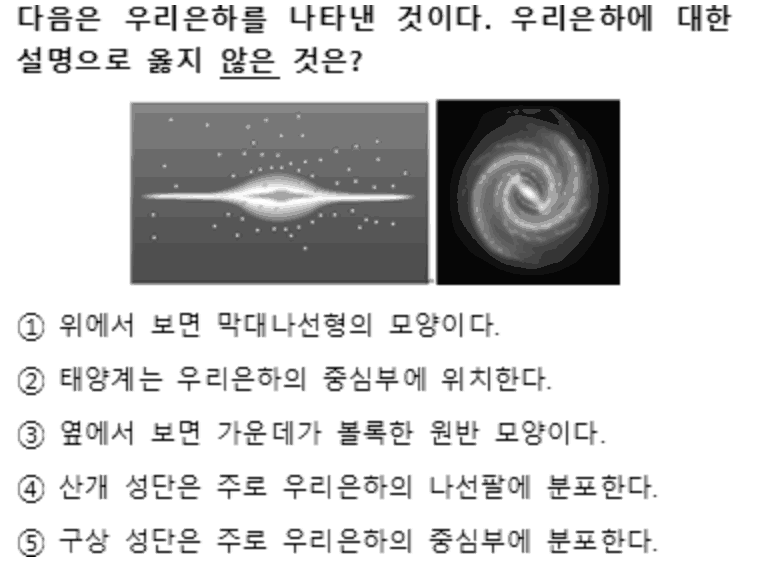 다음은 우리은하를 나타낸 것이다. 우리은하에 대한
설명으로 옳지 않은 것은?
① 위에서 보면 막대나선형의 모양이다.
② 태양계는 우리은하의 중심부에 위치한다.
③ 옆에서 보면 가운데가 볼록한 원반 모양이다.
④ 산개 성단은 주로 우리은하의 나선팔에 분포한다.
⑤ 구상 성단은 주로 우리은하의 중심부에 분포한다.